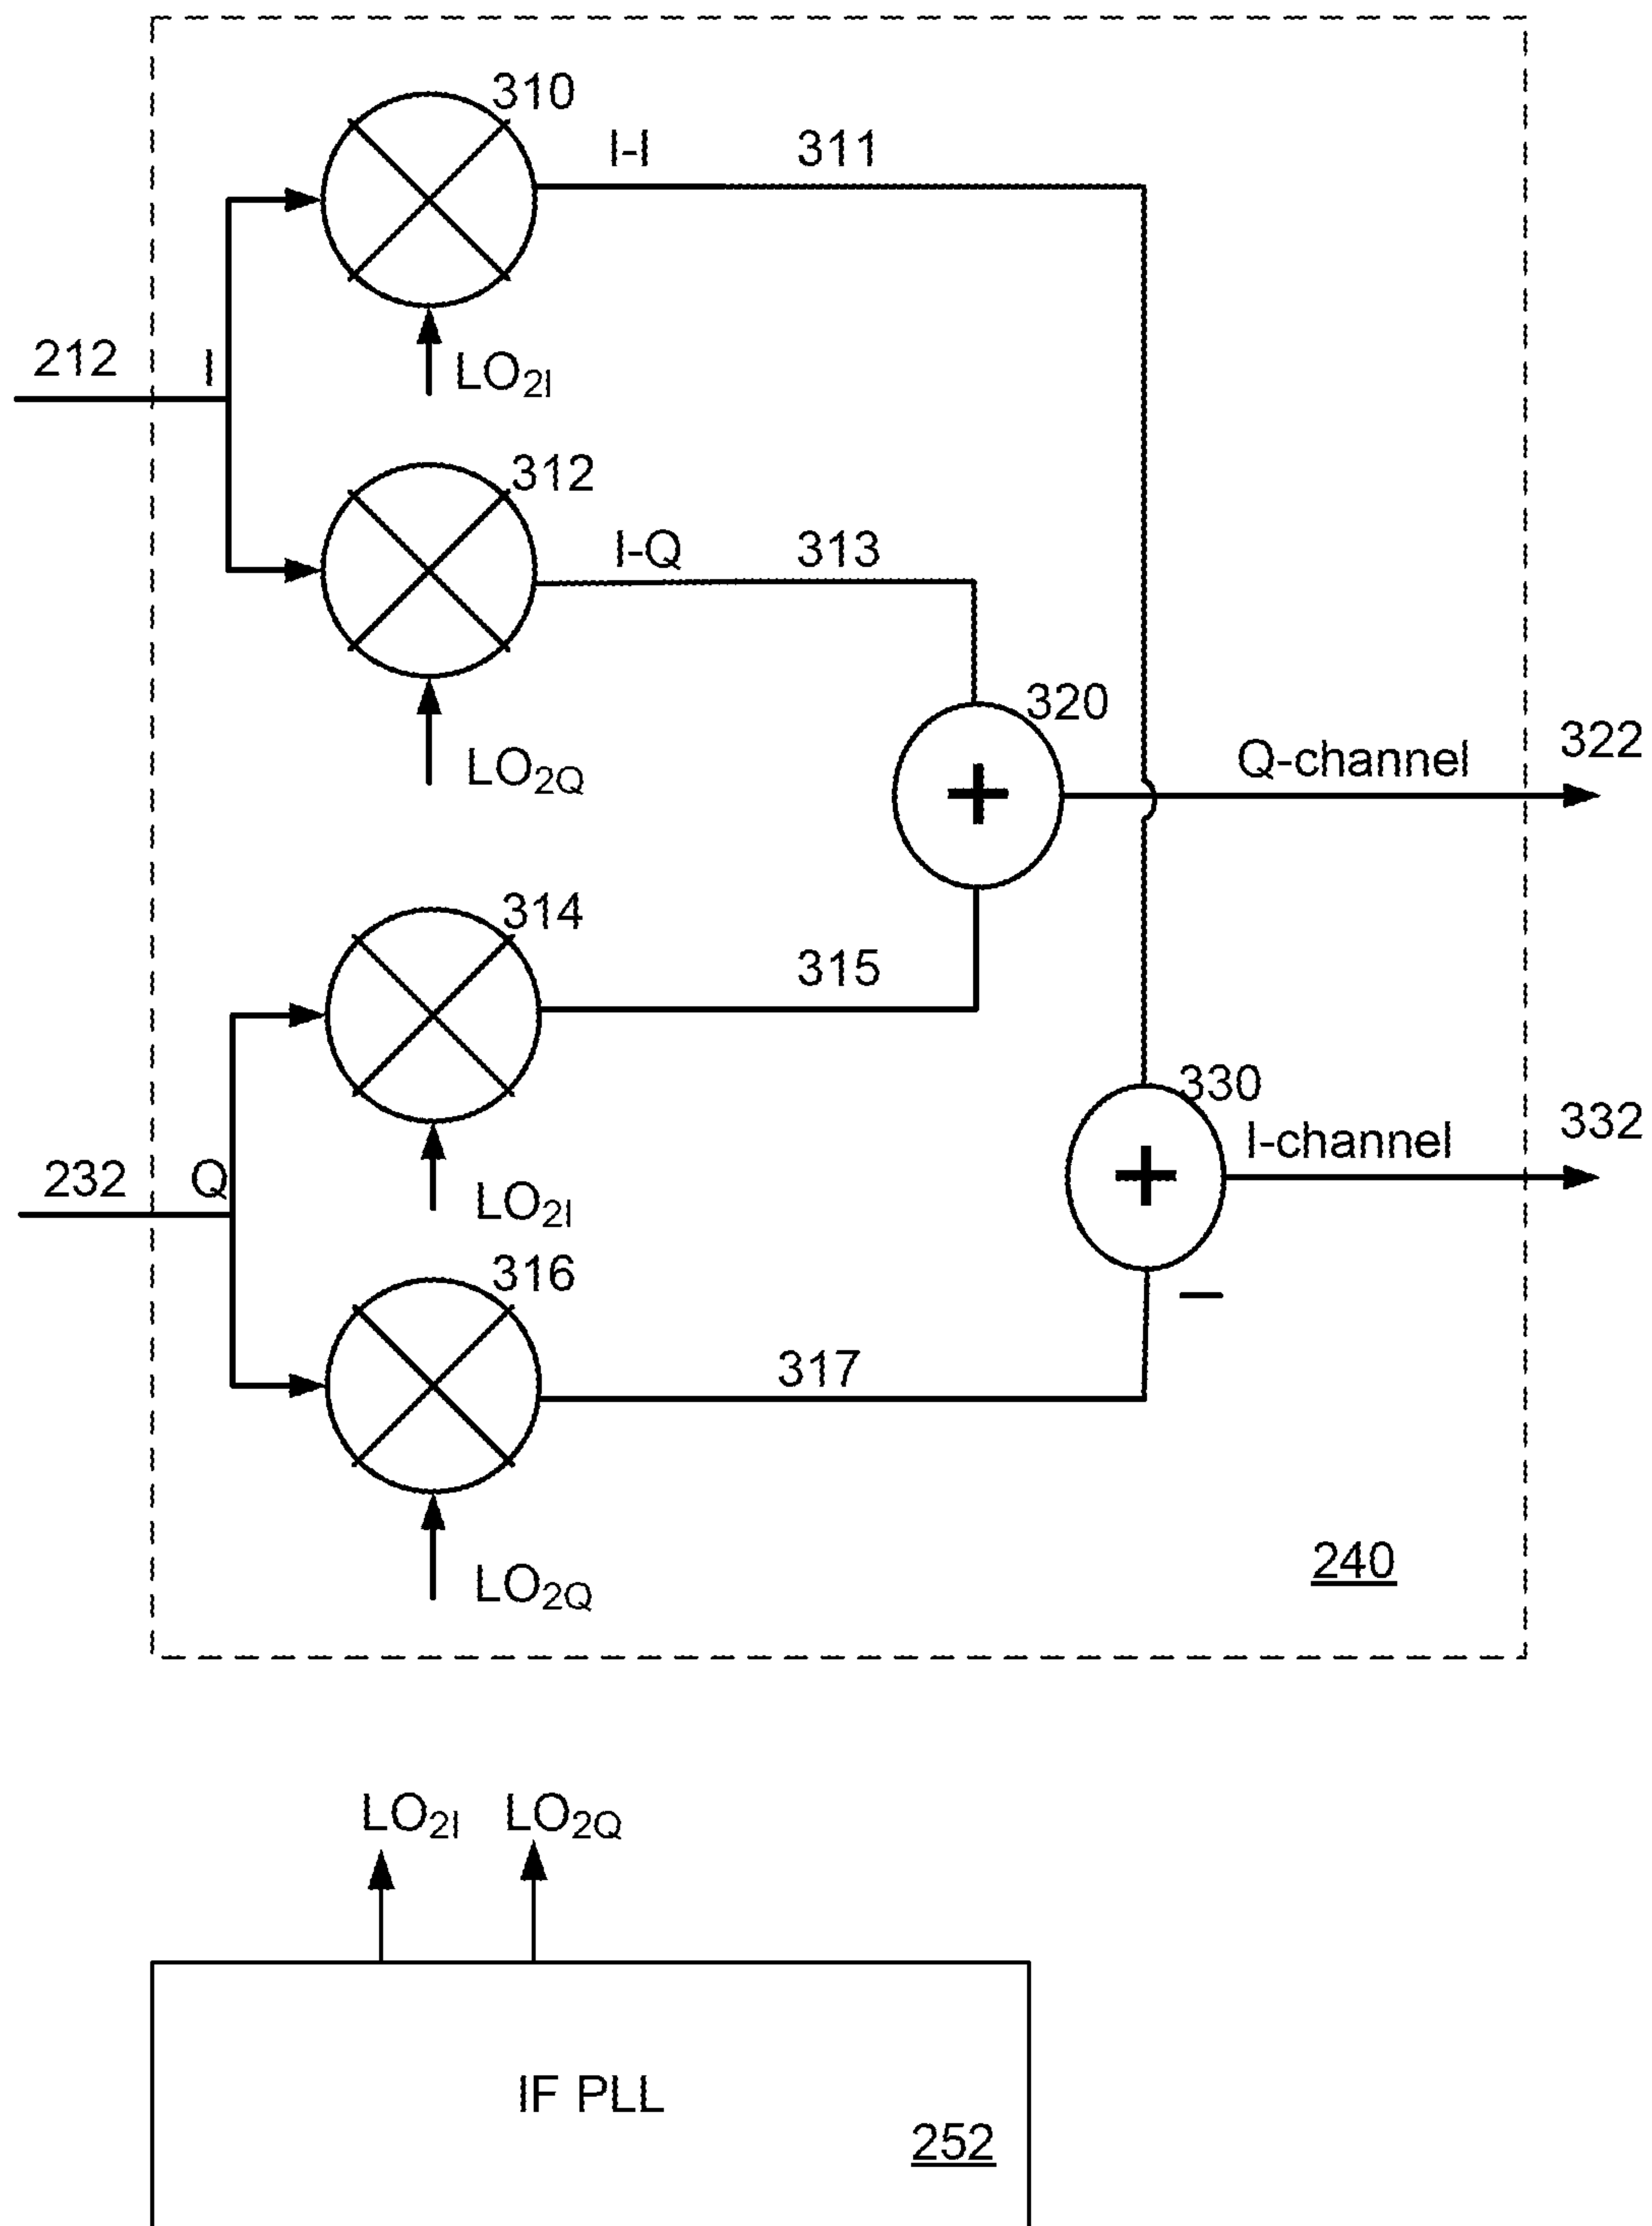 310
I-I 311
212 I
LO2I
312
I-Q 313
LO2Q
320
Q-channel 322
314
315
330
I-channel 332
232 Q
LO2I
316
317
LO2Q
240
LO2I LO2Q
IF PLL
252